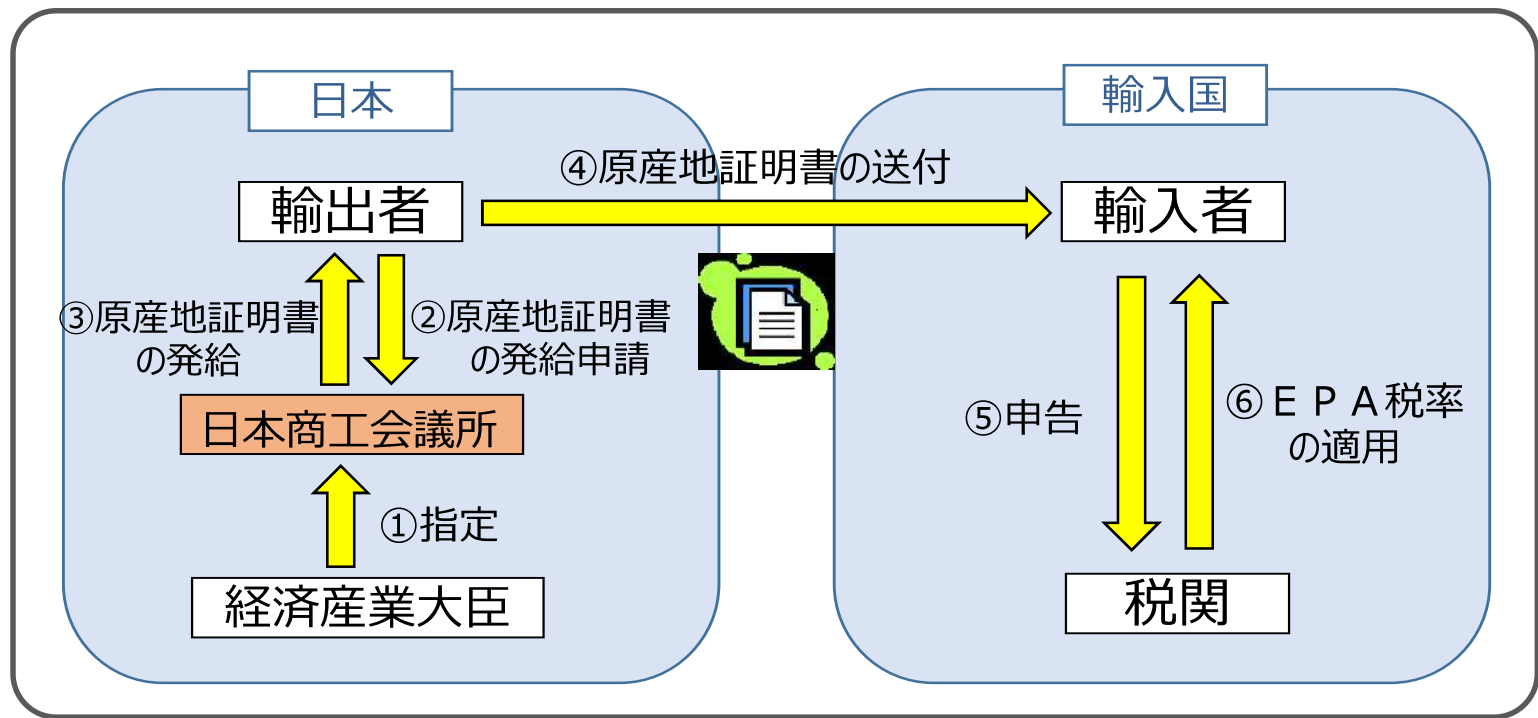 日本
輸入国
④原産地証明書の送付
輸出者
輸入者
③原産地証明書
の発給
②原産地証明書
の発給申請
日本商工会議所
⑤申告
⑥ＥＰＡ税率
の適用
①指定
経済産業大臣
税関